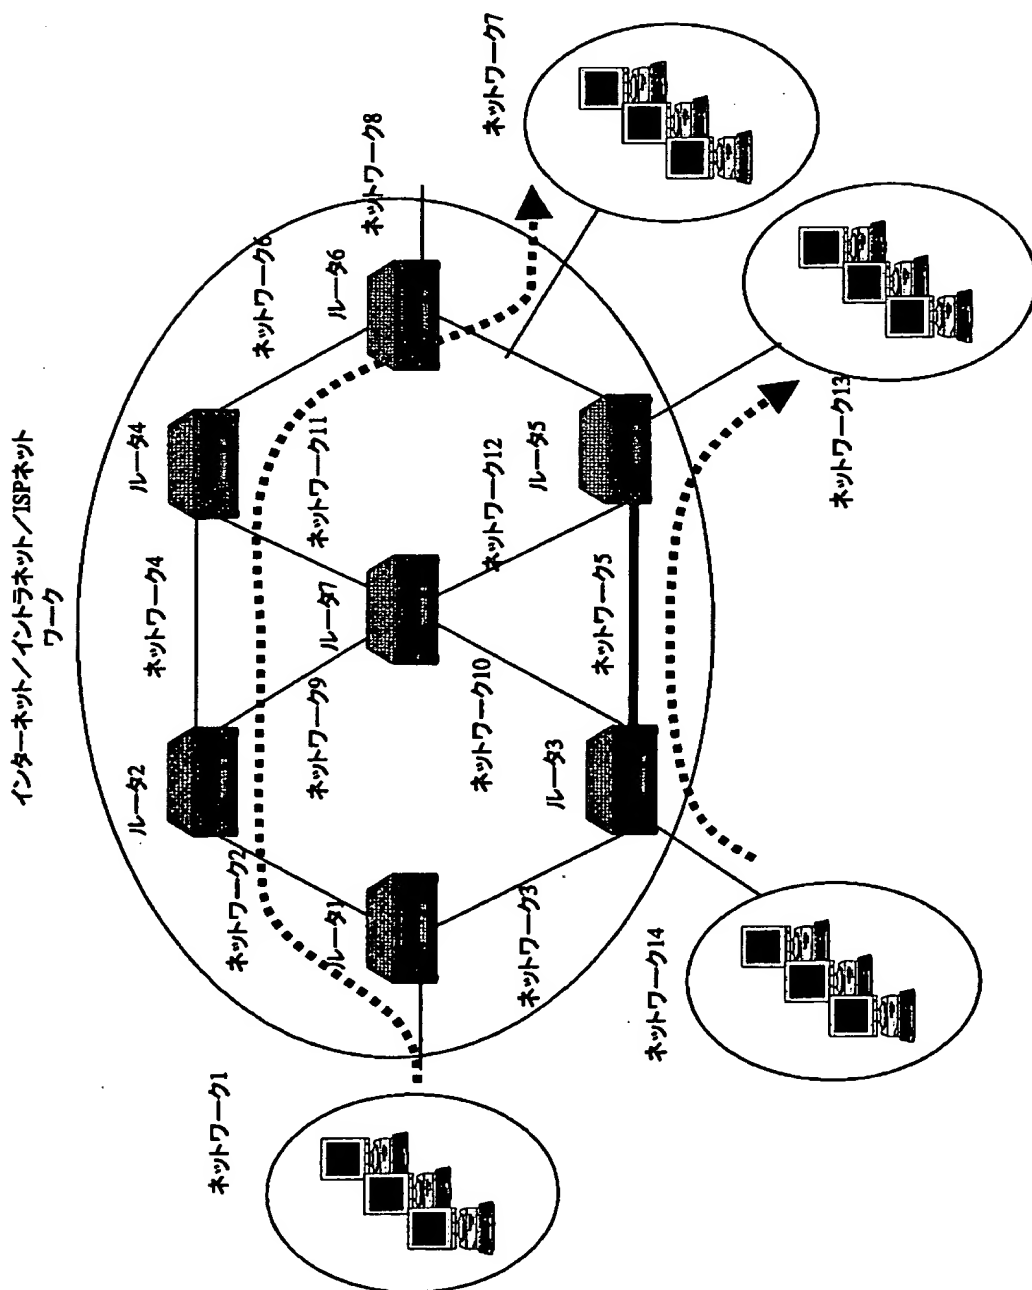 インターネット/イントラネット/ISPネット
ワーク
ネットワーク1
ルータ1
ネットワーク2
ルータ2
ネットワーク4
ルータ4
ネットワーク6
ルータ6
ネットワーク8
ネットワーク9
ルータ7
ネットワーク11
ネットワーク3
ネットワーク10
ネットワーク12
ルータ3
ネットワーク5
ルータ5
ネットワーク7
ネットワーク14
ネットワーク13